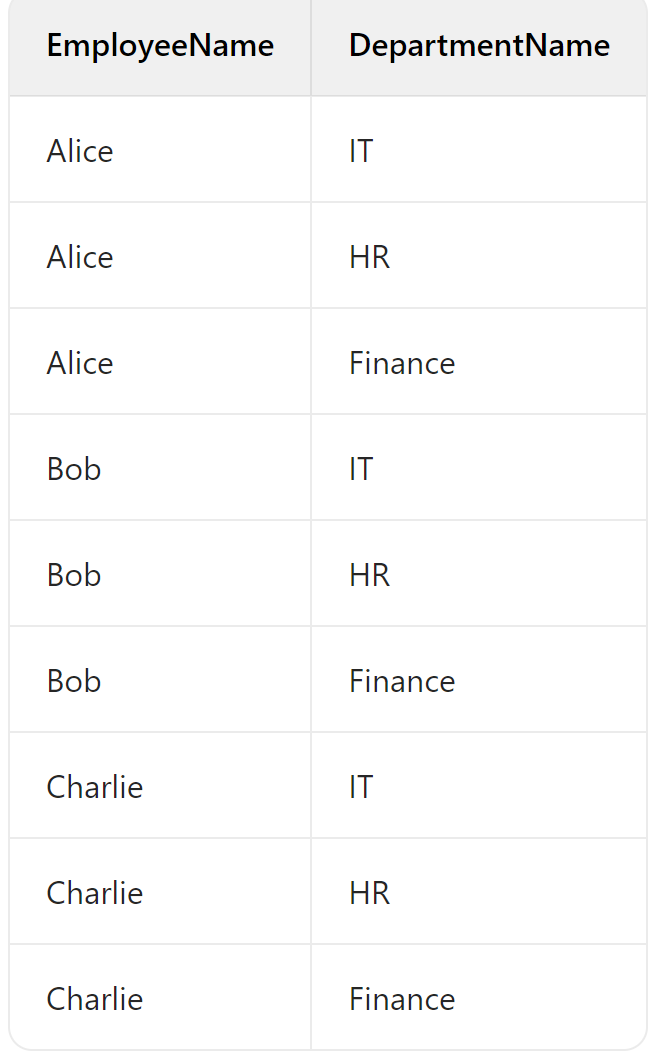 EmployeeName DepartmentName
Alice IT
Alice HR
Alice Finance
Bob IT
Bob HR
Bob Finance
Charlie IT
Charlie HR
Charlie Finance